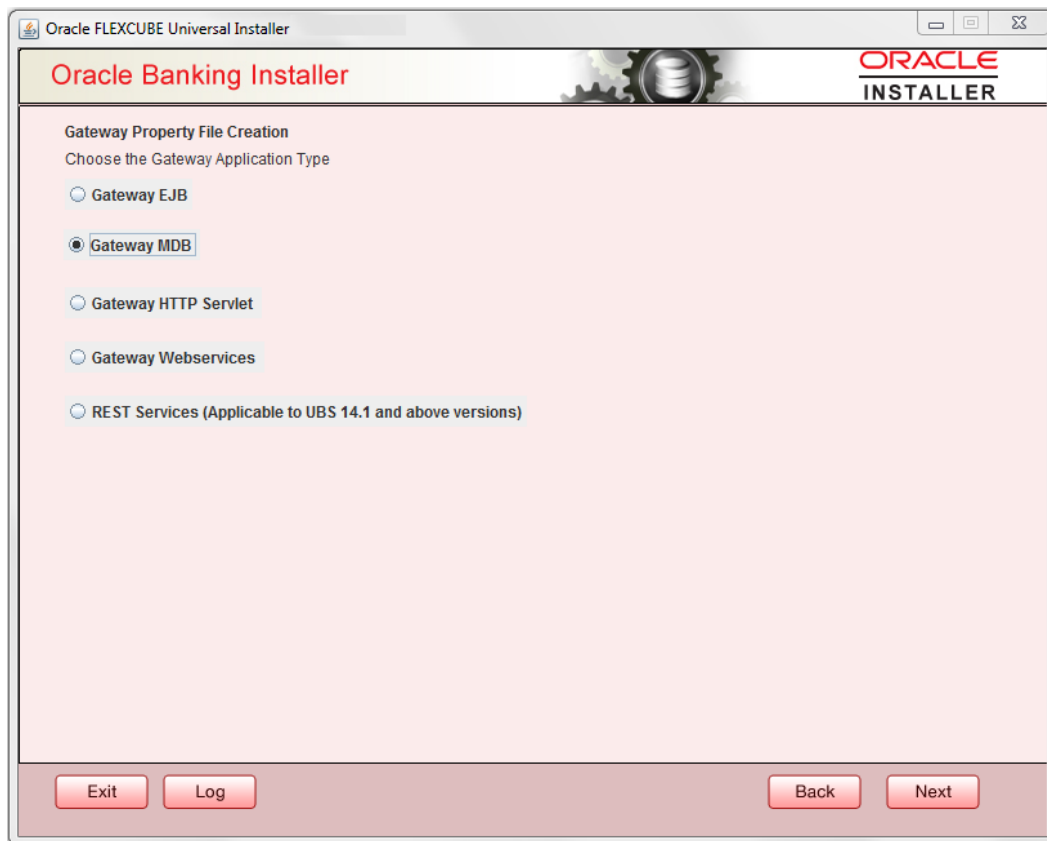 Oracle FLEXCUBE Universal Installer
Oracle Banking Installer
ORACLE
INSTALLER
Gateway Property File Creation
Choose the Gateway Application Type
Gateway EJB
Gateway MDB
Gateway HTTP Servlet
Gateway Webservices
REST Services (Applicable to UBS 14.1 and above versions)
Exit Log Back Next